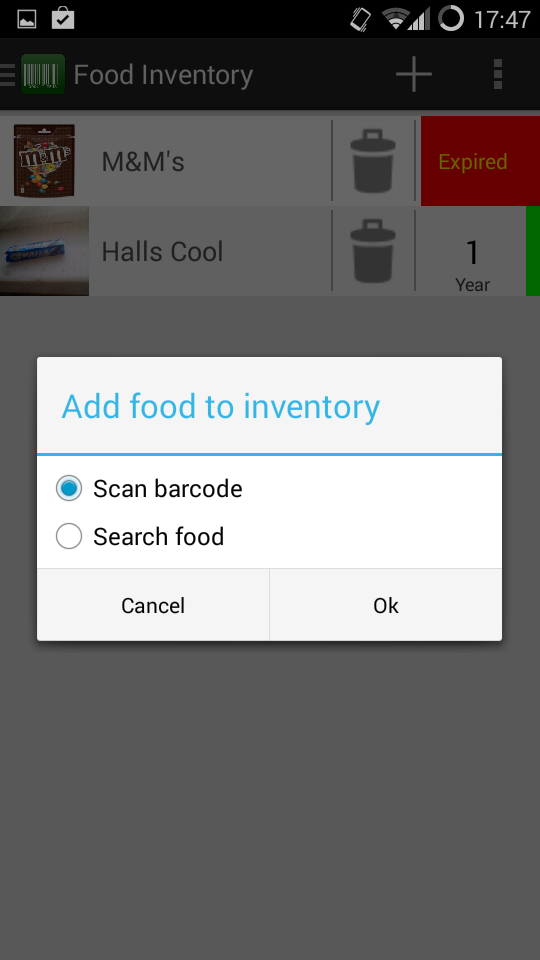 17:47
Food Inventory
m&m's
M&M's
Expired
Halls Cool
1
Year
Add food to inventory
Scan barcode
Search food
Cancel
Ok